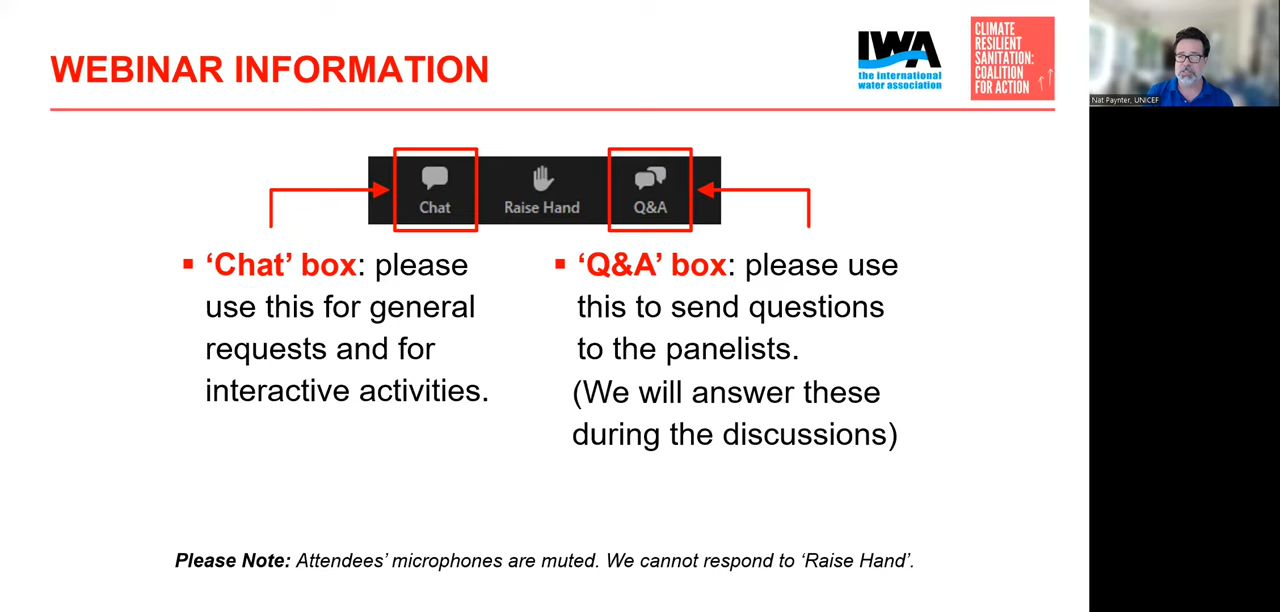 WEBINAR INFORMATION
IWA
the international
water association
CLIMATE
RESILIENT
SANITATION:
COALITION
FOR ACTION
Nat Paynter, UNICEF
Chat
Raise Hand
Q&A
▪ ‘Chat’ box: please
use this for general
requests and for
interactive activities.
▪ ‘Q&A’ box: please use
this to send questions
to the panelists.
(We will answer these
during the discussions)
Please Note: Attendees’ microphones are muted. We cannot respond to ‘Raise Hand’.